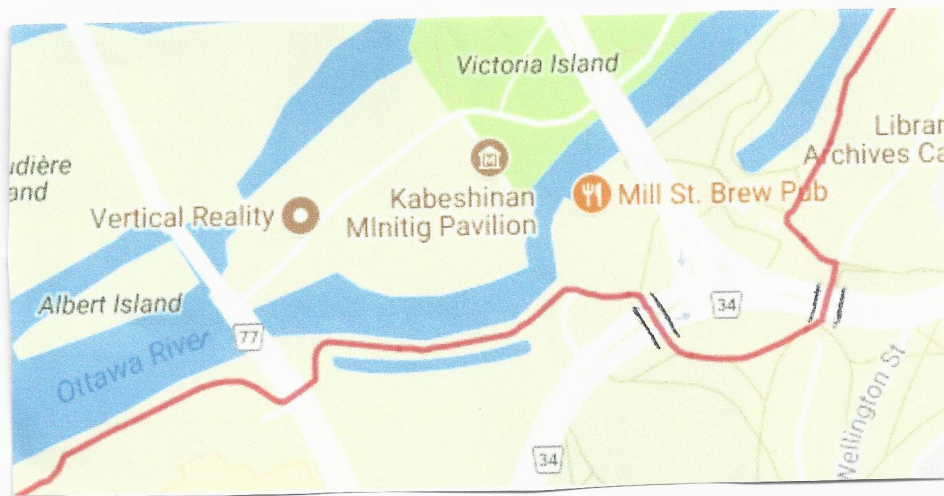 Victoria Island
Librar
Archives Ca
udière
and
Kabeshinan
MInitig Pavilion
Mill St. Brew Pub
Vertical Reality
Albert Island
34
77
Ottawa River
Wellington St
34